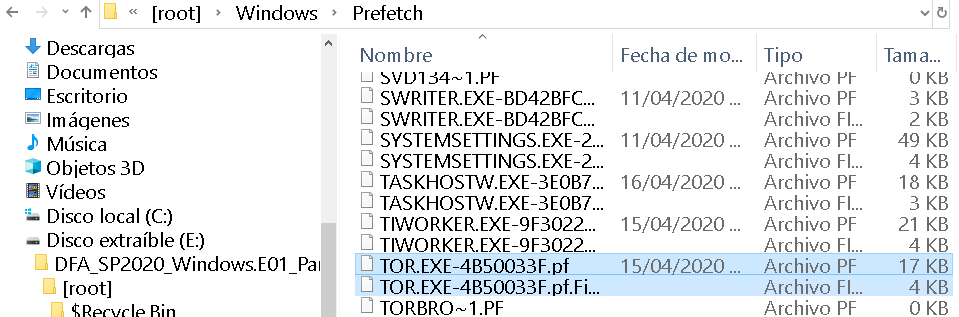 « [root] > Windows > Prefetch
Descargas
Documentos
Escritorio
Imágenes
Música
Objetos 3D
Vídeos
Disco local (C:)
Disco extraíble (E:)
DFA_SP2020_Windows.E01_Par
[root]
$Recycle Bin
Nombre Fecha de mo... Tipo Tama...
SVD134~1.PF Archivo PF 0 KB
SWRITER.EXE-BD42BFC... 11/04/2020 ... Archivo PF 3 KB
SWRITER.EXE-BD42BFC... Archivo FI... 2 KB
SYSTEMSETTINGS.EXE-2... 11/04/2020 ... Archivo PF 49 KB
SYSTEMSETTINGS.EXE-2... Archivo FI... 4 KB
TASKHOSTW.EXE-3E0B7... 16/04/2020 ... Archivo PF 18 KB
TASKHOSTW.EXE-3E0B7... Archivo FI... 3 KB
TIWORKER.EXE-9F3022... 15/04/2020 ... Archivo PF 21 KB
TIWORKER.EXE-9F3022... Archivo FI... 4 KB
TOR.EXE-4B50033F.pf 15/04/2020 ... Archivo PF 17 KB
TOR.EXE-4B50033F.pf.Fi... Archivo FI... 4 KB
TORBRO~1.PF Archivo PF 0 KB